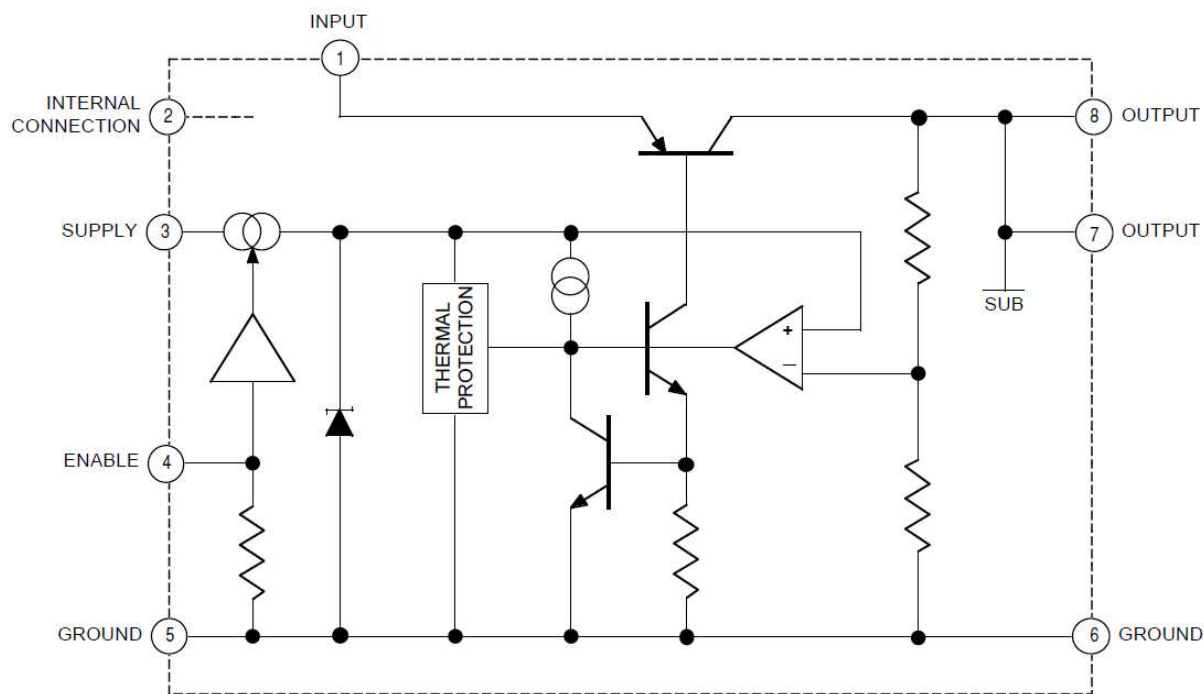 INPUT
1
INTERNAL
CONNECTION
2
8
OUTPUT
SUPPLY
3
7
OUTPUT
SUB
THERMAL
PROTECTION
+
−
ENABLE
4
GROUND
5
6
GROUND